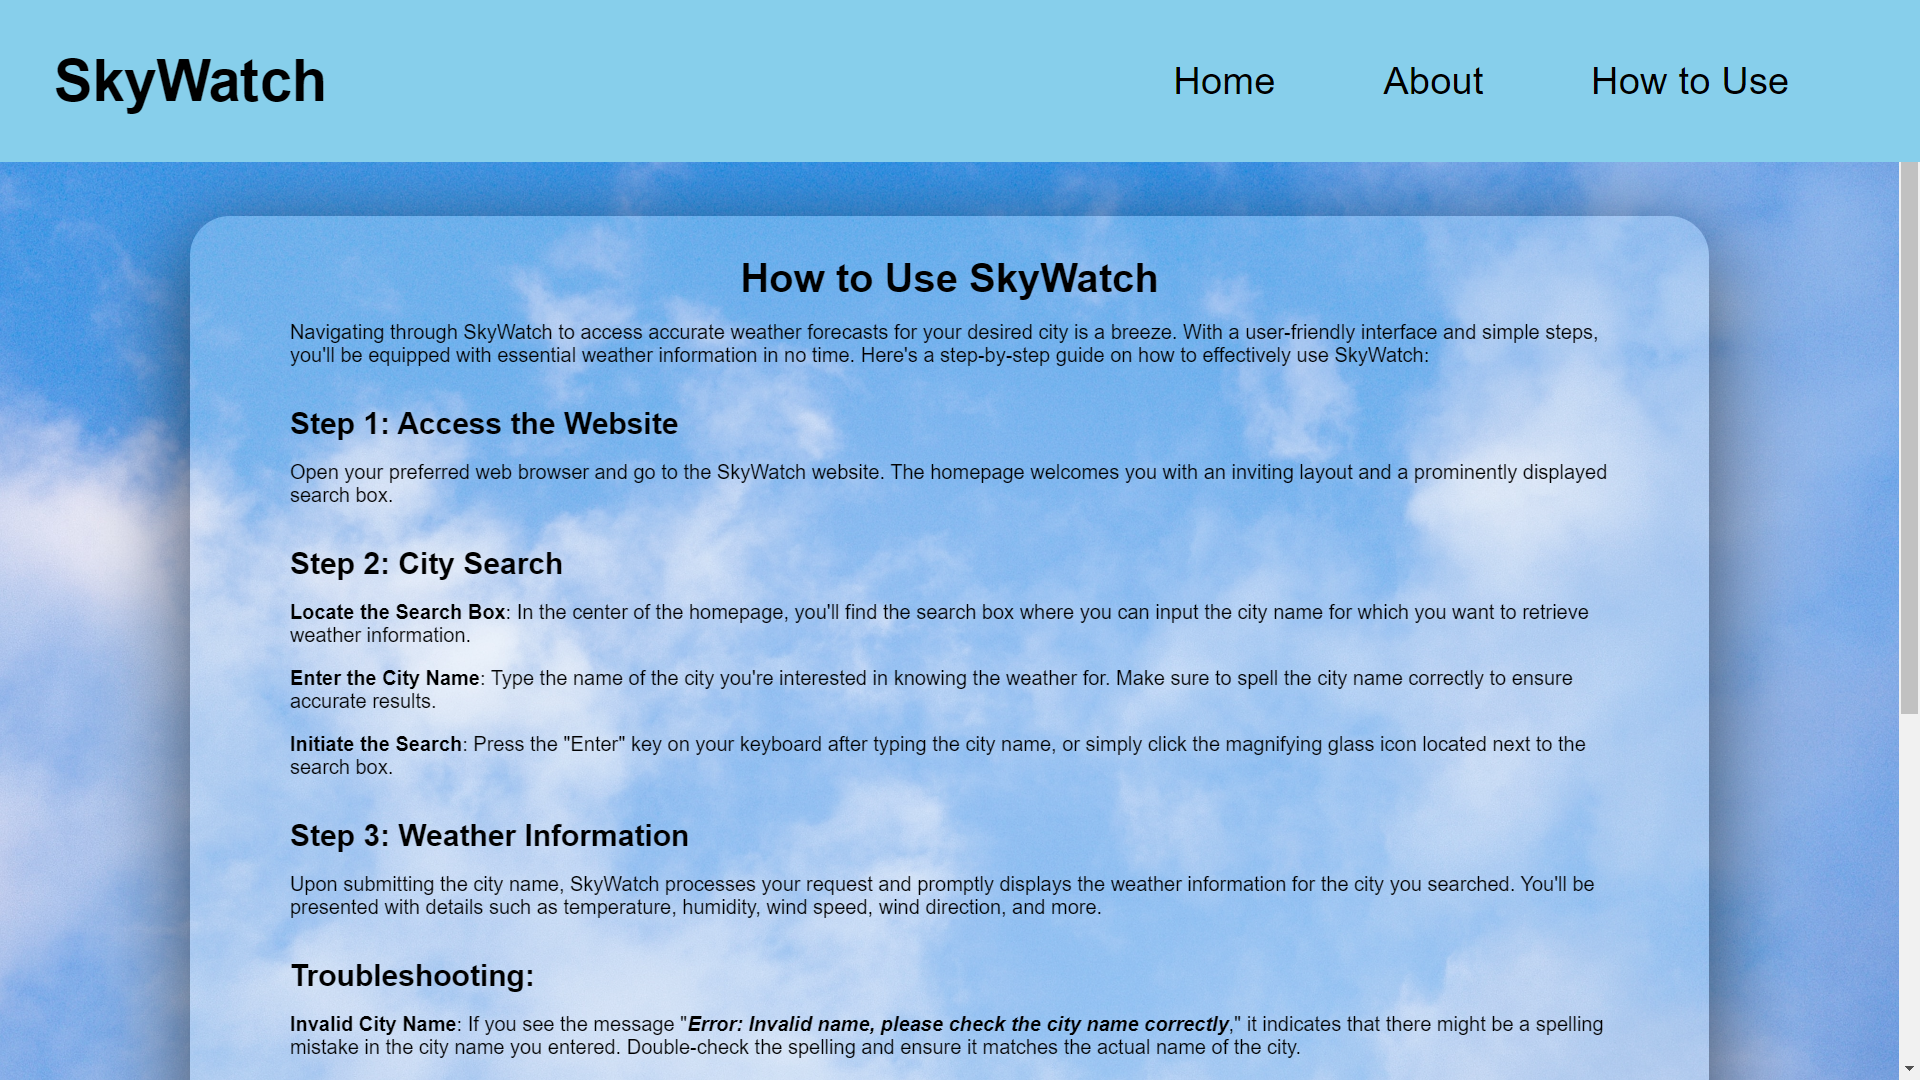 SkyWatch
Home
About
How to Use
How to Use SkyWatch
Navigating through SkyWatch to access accurate weather forecasts for your desired city is a breeze. With a user-friendly interface and simple steps,
you'll be equipped with essential weather information in no time. Here's a step-by-step guide on how to effectively use SkyWatch:
Step 1: Access the Website
Open your preferred web browser and go to the SkyWatch website. The homepage welcomes you with an inviting layout and a prominently displayed
search box.
Step 2: City Search
Locate the Search Box: In the center of the homepage, you'll find the search box where you can input the city name for which you want to retrieve
weather information.
Enter the City Name: Type the name of the city you're interested in knowing the weather for. Make sure to spell the city name correctly to ensure
accurate results.
Initiate the Search: Press the "Enter" key on your keyboard after typing the city name, or simply click the magnifying glass icon located next to the
search box.
Step 3: Weather Information
Upon submitting the city name, SkyWatch processes your request and promptly displays the weather information for the city you searched. You'll be
presented with details such as temperature, humidity, wind speed, wind direction, and more.
Troubleshooting:
Invalid City Name: If you see the message "Error: Invalid name, please check the city name correctly," it indicates that there might be a spelling
mistake in the city name you entered. Double-check the spelling and ensure it matches the actual name of the city.